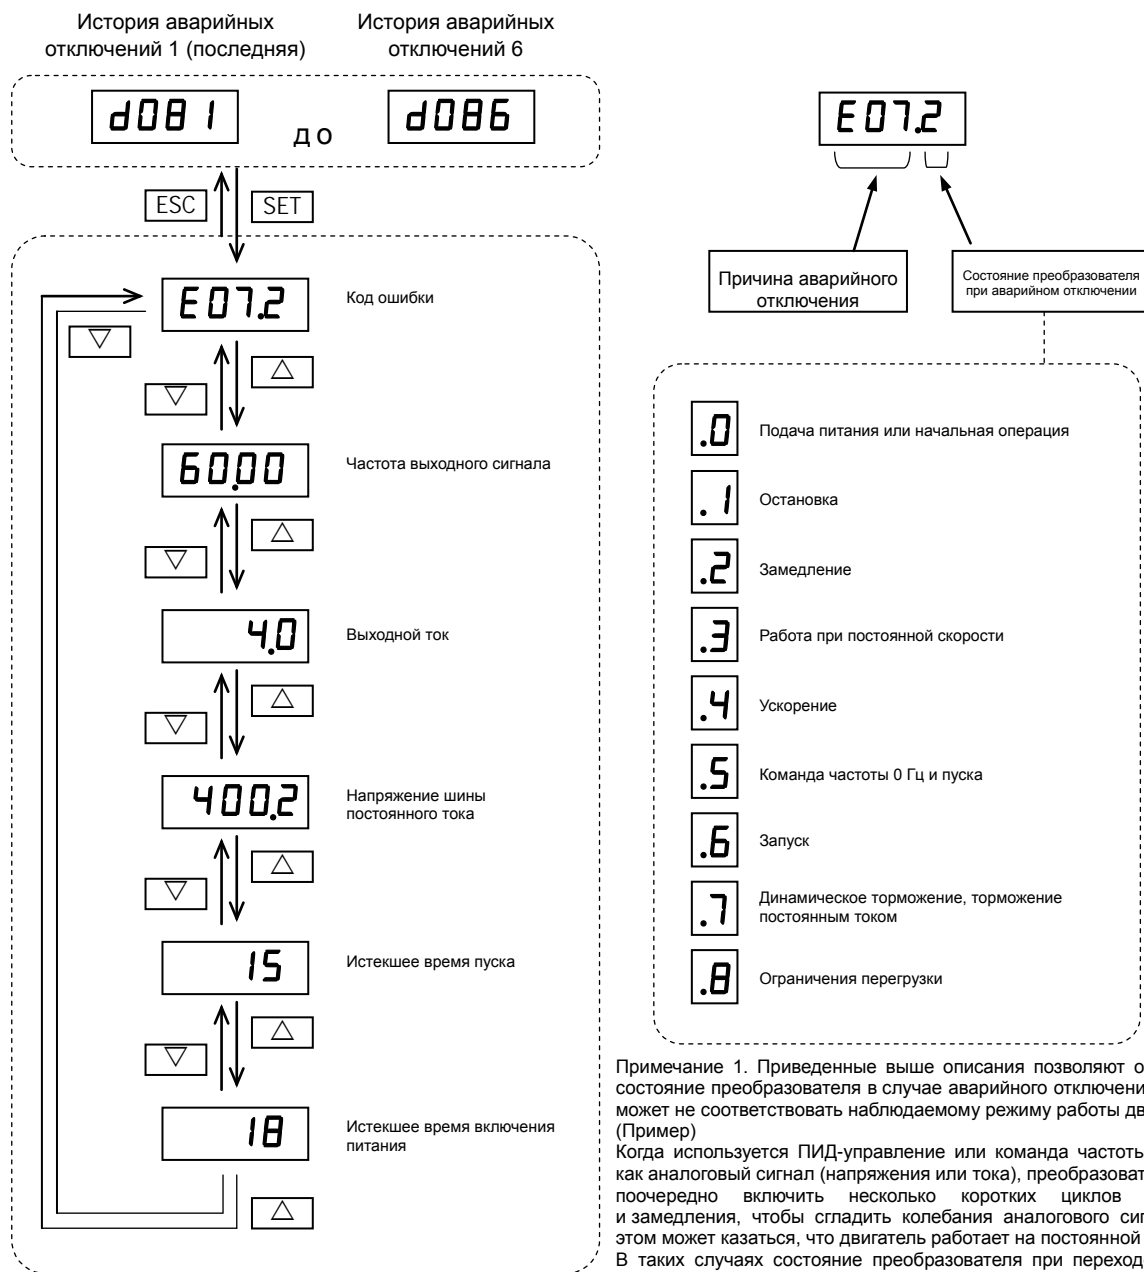 История аварийных
отключений 1 (последняя)
История аварийных
отключений 6
d081
до
d086
ESC
SET
E07.2
Код ошибки
60.00
Частота выходного сигнала
4.0
Выходной ток
400.2
Напряжение шины
постоянного тока
15
Истекшее время пуска
18
Истекшее время включения
питания
E07.2
Причина аварийного
отключения
Состояние преобразователя
при аварийном отключении
.0
Подача питания или начальная операция
.1
Остановка
.2
Замедление
.3
Работа при постоянной скорости
.4
Ускорение
.5
Команда частоты 0 Гц и пуска
.6
Запуск
.7
Динамическое торможение, торможение
постоянным током
.8
Ограничения перегрузки
Примечание 1. Приведенные выше описания позволяют о
состояние преобразователя в случае аварийного отключени
может не соответствовать наблюдаемому режиму работы дв
(Пример)
Когда используется ПИД-управление или команда частоты
как аналоговый сигнал (напряжения или тока), преобразоват
поочередно включить несколько коротких циклов
и замедления, чтобы сгладить колебания аналогового сиг
этом может казаться, что двигатель работает на постоянной
В таких случаях состояние преобразователя при переход